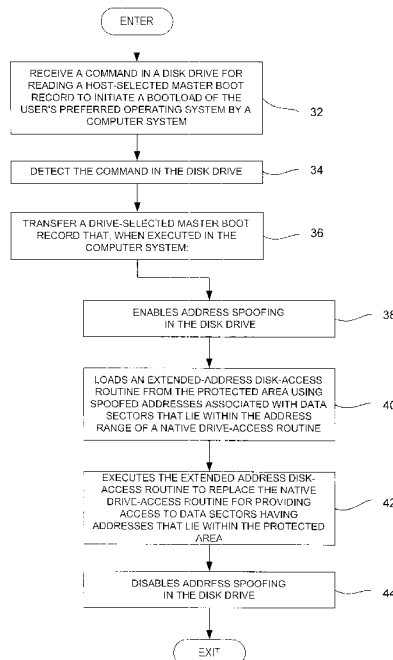 ENTER
RECEIVE A COMMAND IN A DISK DRIVE FOR
READING A HOST-SELECTED MASTER BOOT
RECORD TO INITIATE A BOOTLOAD OF THE
USER'S PREFERRED OPERATING SYSTEM BY A
COMPUTER SYSTEM
32
DETECT THE COMMAND IN THE DISK DRIVE
34
TRANSFER A DRIVE-SELECTED MASTER BOOT
RECORD THAT, WHEN EXECUTED IN THE
COMPUTER SYSTEM:
36
ENABLES ADDRESS SPOOFING
IN THE DISK DRIVE
38
LOADS AN EXTENDED-ADDRESS DISK-ACCESS
ROUTINE FROM THE PROTECTED AREA USING
SPOOFED ADDRESSES ASSOCIATED WITH DATA
SECTORS THAT LIE WITHIN THE ADDRESS
RANGE OF A NATIVE DRIVE-ACCESS ROUTINE
40
EXECUTES THE EXTENDED-ADDRESS DISK-
ACCESS ROUTINE TO REPLACE THE NATIVE
DRIVE-ACCESS ROUTINE FOR PROVIDING
ACCESS TO DATA SECTORS HAVING
ADDRESSES THAT LIE WITHIN THE PROTECTED
AREA
42
DISABLES ADDRESS SPOOFING
IN THE DISK DRIVE
44
EXIT